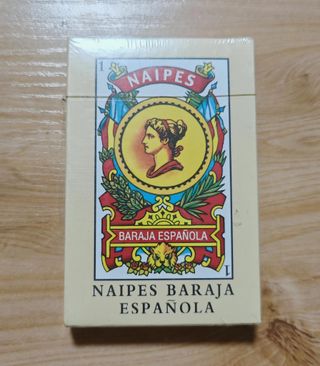 1
NAIPES
BARAJA ESPAÑOLA
1
NAIPES BARAJA
ESPAÑOLA